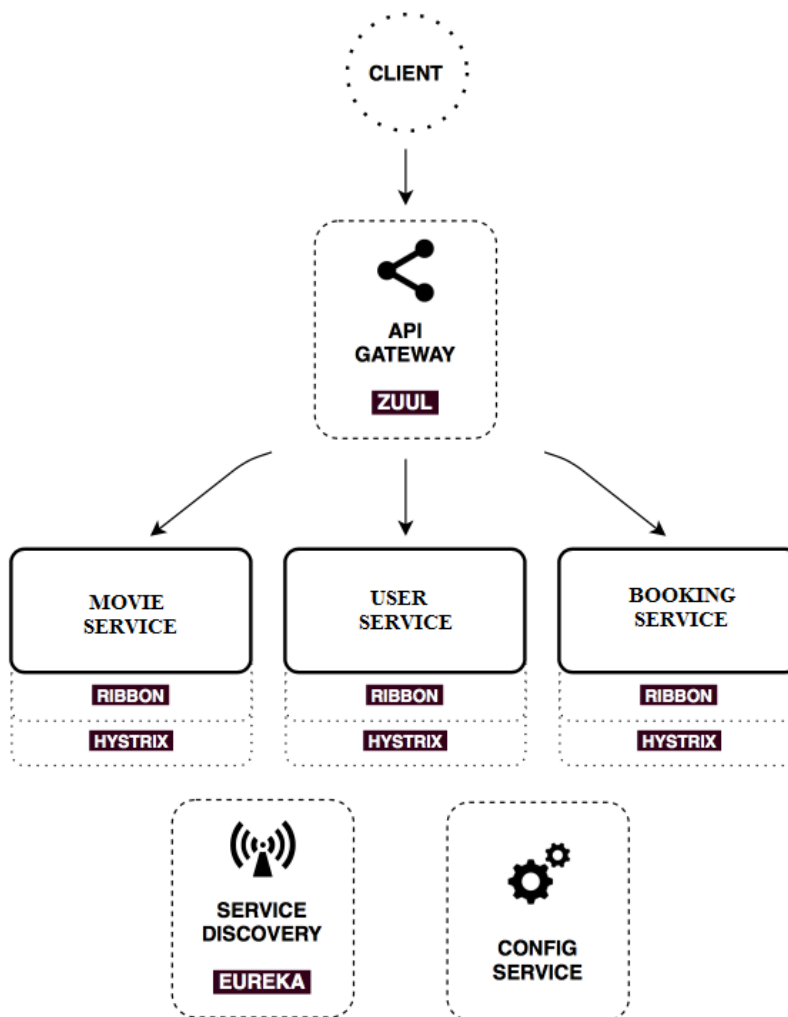 CLIENT
API
GATEWAY
ZUUL
MOVIE
SERVICE
USER
SERVICE
BOOKING
SERVICE
RIBBON
RIBBON
RIBBON
HYSTRIX
HYSTRIX
HYSTRIX
SERVICE
DISCOVERY
EUREKA
CONFIG
SERVICE